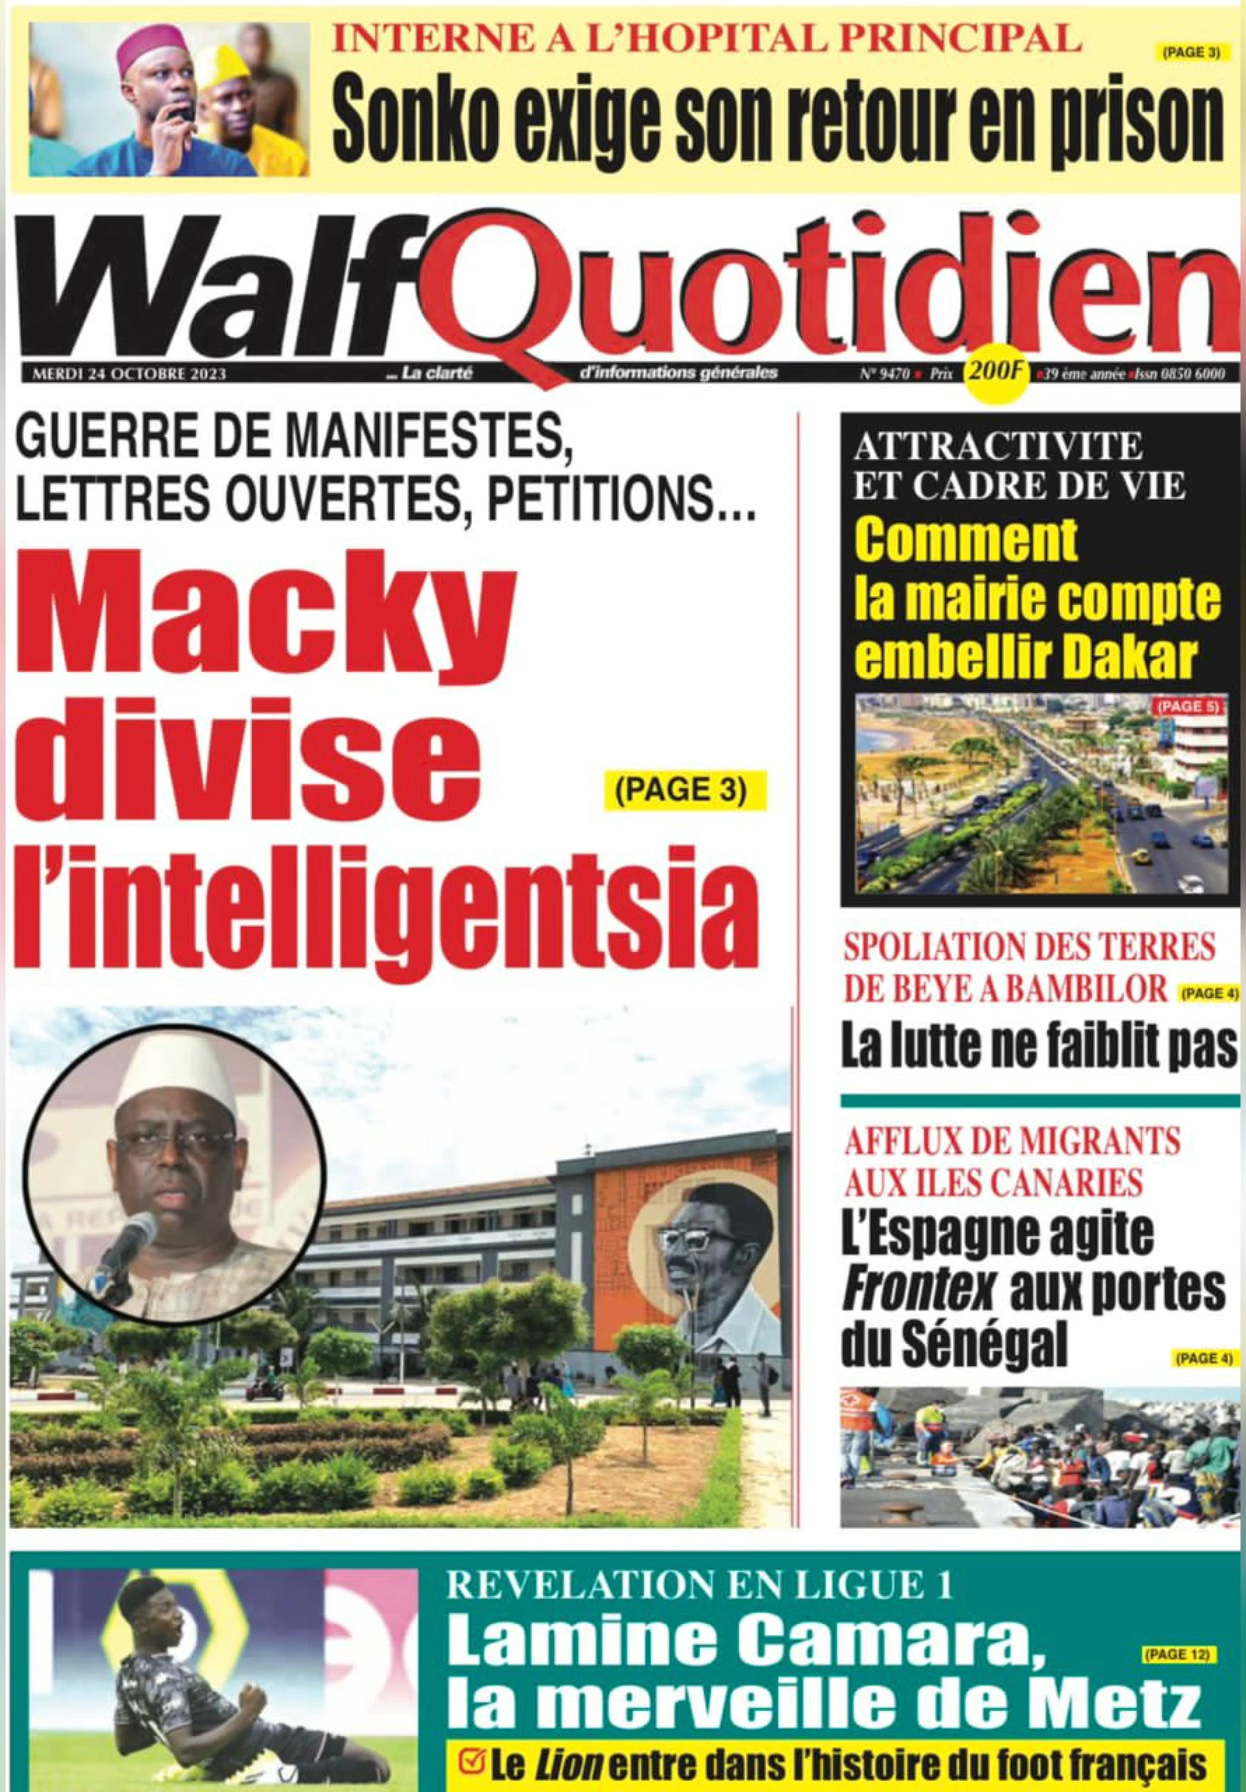 INTERNE A L'HOPITAL PRINCIPAL
(PAGE 3)
Sonko exige son retour en prison
WalfQuotidien
MERDI 24 OCTOBRE 2023
... La clarté
d'informations générales
N° 9470 Prix 200F 39 ème année Issn 0850 6000
GUERRE DE MANIFESTES,
LETTRES OUVERTES, PETITIONS...
Macky
divise
(PAGE 3)
l'intelligentsia
ATTRACTIVITE
ET CADRE DE VIE
Comment
la mairie compte
embellir Dakar
(PAGE 5)
SPOLIATION DES TERRES
DE BEYE A BAMBILOR (PAGE 4)
La lutte ne faiblit pas
AFFLUX DE MIGRANTS
AUX ILES CANARIES
L'Espagne agite
Frontex aux portes
du Sénégal
(PAGE 4)
REVELATION EN LIGUE 1
Lamine Camara,
(PAGE 12)
la merveille de Metz
Le Lion entre dans l'histoire du foot français